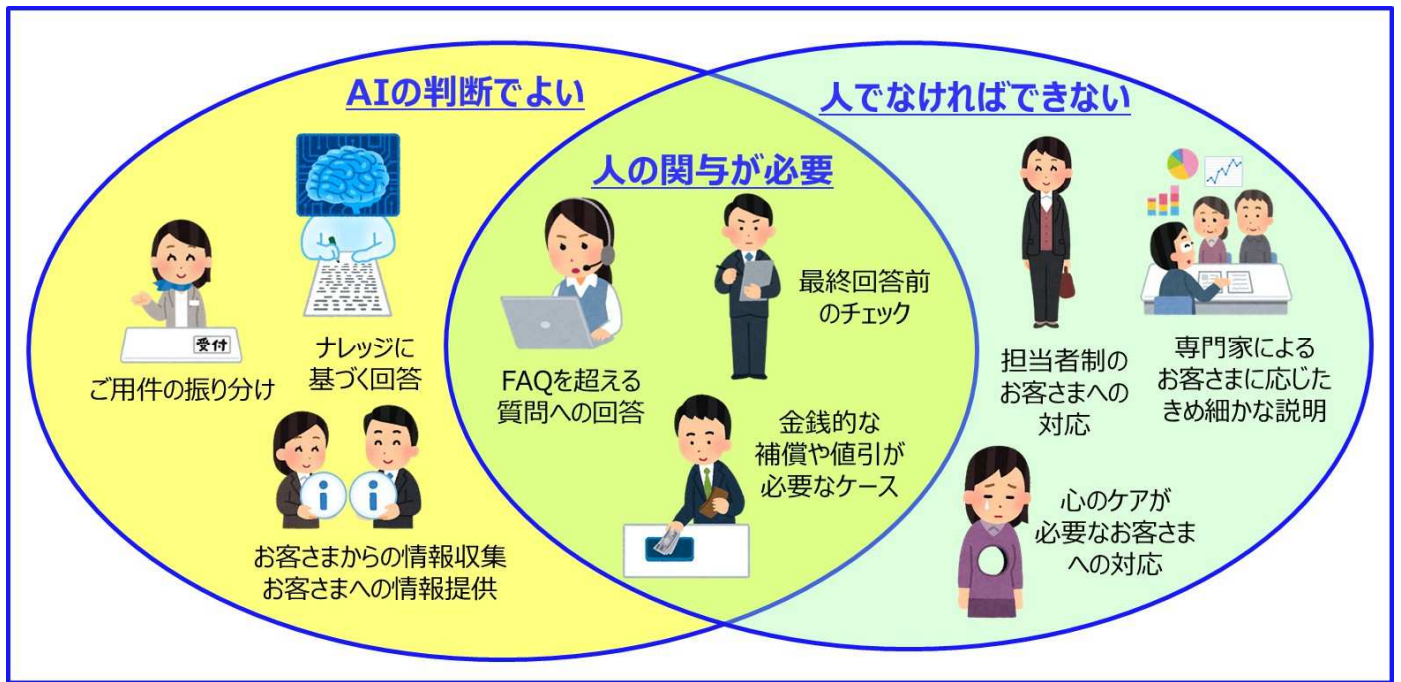 AIの判断でよい
人でなければできない
人の関与が必要
受付
ご用件の振り分け
ナレッジに
基づく回答
お客さまからの情報収集
お客さまへの情報提供
FAQを超える
質問への回答
最終回答前
のチェック
金銭的な
補償や値引が
必要なケース
担当者制の
お客さまへの
対応
専門家による
お客さまに応じた
きめ細かな説明
心のケアが
必要なお客さま
への対応